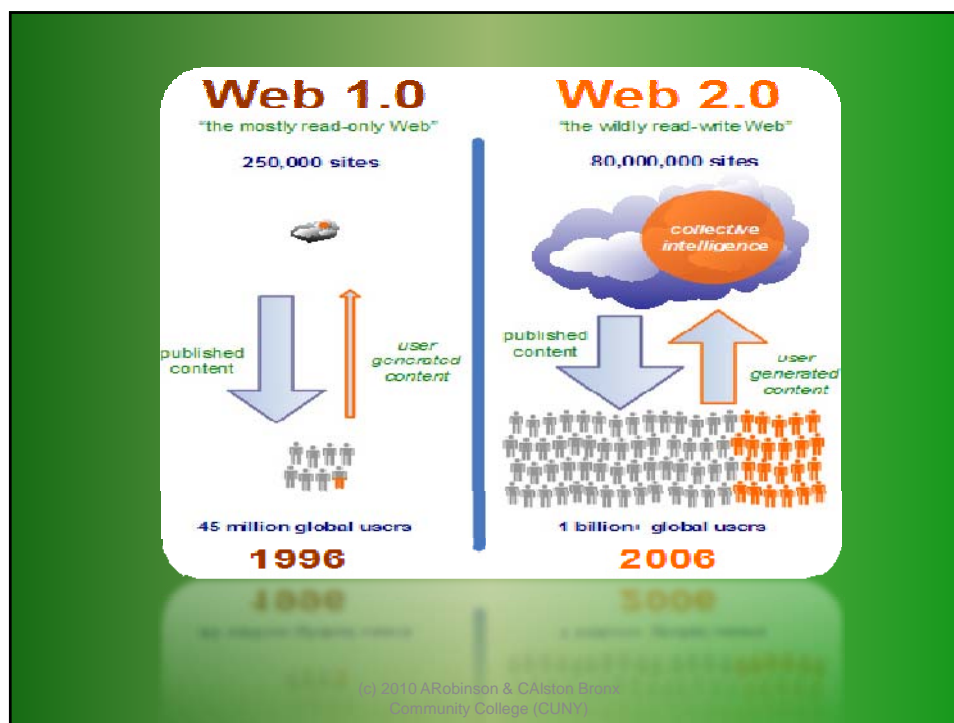 Web 1.0
"the mostly read-only Web"
250,000 sites
published
content
user
generated
content
45 million global users
1996
Web 2.0
"the wildly read-write Web"
80,000,000 sites
collective
intelligence
published
content
user
generated
content
1 billion+ global users
2006
(c) 2010 ARobinson & CAlston Bronx
Community College (CUNY)